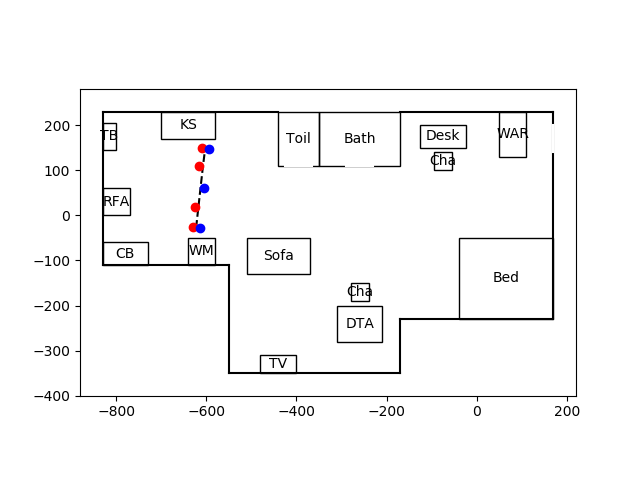 200
100
0
−100
−200
−300
−400
−800
−600
−400
−200
0
200
TB
KS
Toil
Bath
Desk
WAR
Cha
RFA
CB
WM
Sofa
Bed
Cha
DTA
TV